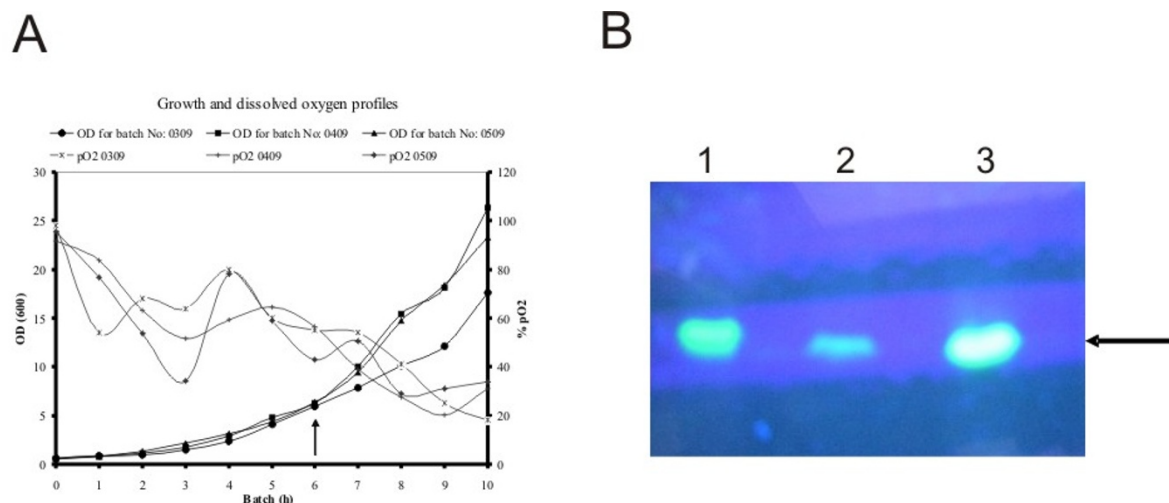 A
B
Growth and dissolved oxygen profiles
OD for batch No: 0309 OD for batch No: 0409 OD for batch No: 0509
pO2 0309 pO2 0409 pO2 0509
30 120
25 100
20 80
15 60
10 40
5 20
0 0
OD (600)
% pO2
0 1 2 3 4 5 6 7 8 9 10
Batch (h)
1 2 3